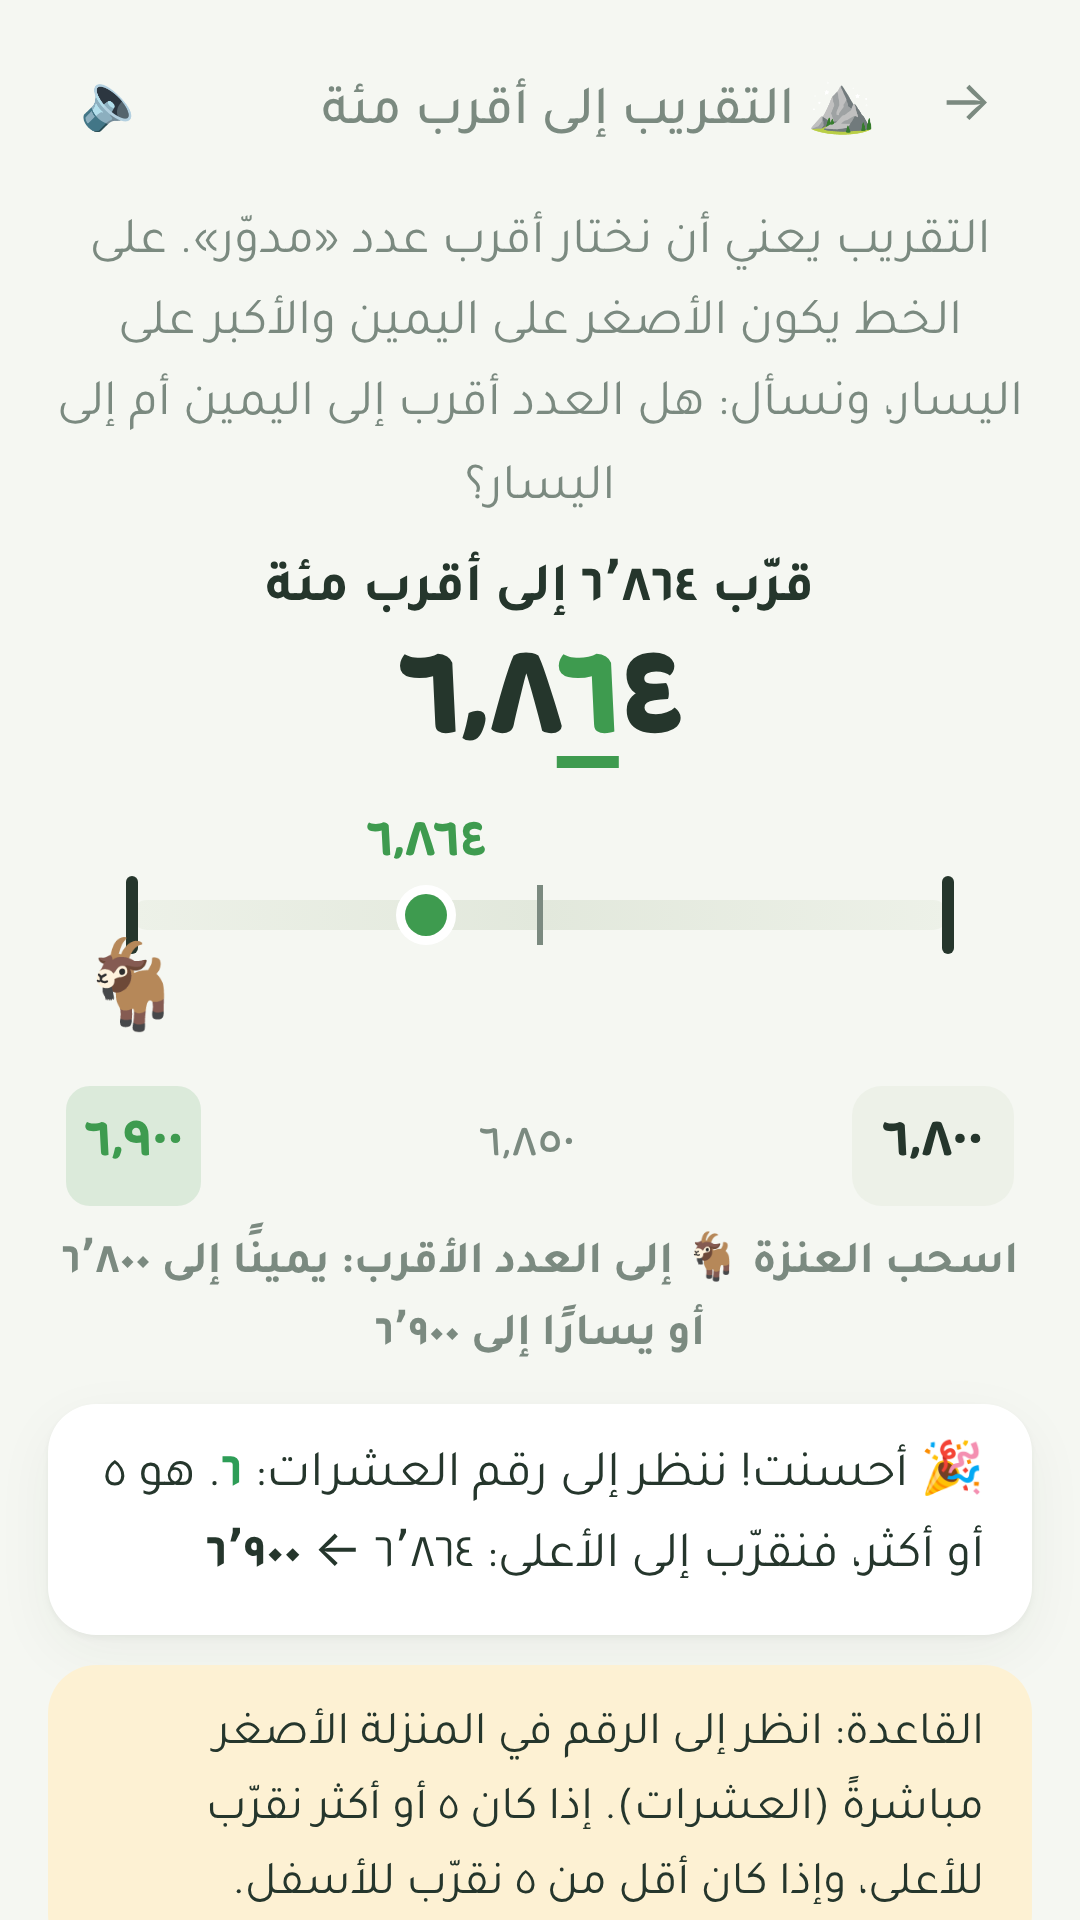 ⛰️ التقريب إلى أقرب مئة
التقريب يعني أن نختار أقرب عدد «مدوّر». على
الخط يكون الأصغر على اليمين والأكبر على
اليسار، ونسأل: هل العدد أقرب إلى اليمين أم إلى
اليسار؟
قرّب ٦٬٨٦٤ إلى أقرب مئة
٦,٨٦٤
٦,٨٦٤
٦,٨٠٠
٦,٨٥٠
٦,٩٠٠
اسحب العنزة 🐐 إلى العدد الأقرب: يمينًا إلى ٦٬٨٠٠
أو يسارًا إلى ٦٬٩٠٠
🎉 أحسنت! ننظر إلى رقم العشرات: ٦. هو ٥
أو أكثر، فنقرّب إلى الأعلى: ٦٬٨٦٤ ← ٦٬٩٠٠
القاعدة: انظر إلى الرقم في المنزلة الأصغر
مباشرةً (العشرات). إذا كان ٥ أو أكثر نقرّب
للأعلى، وإذا كان أقل من ٥ نقرّب للأسفل.